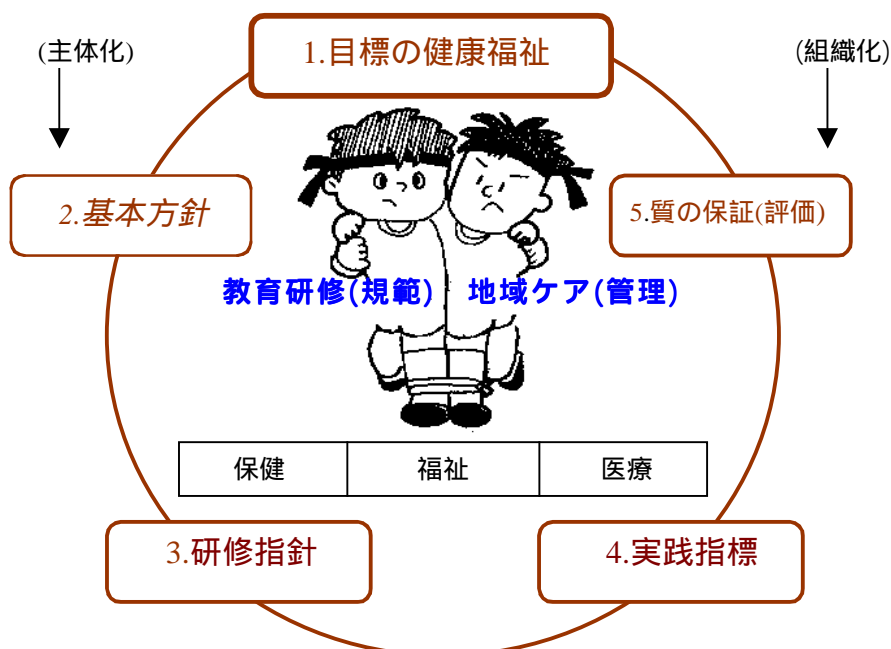 1.目標の健康福祉
(主体化)
(組織化)
2.基本方針
5.質の保証(評価)
教育研修(規範) 地域ケア(管理)
保健 福祉 医療
3.研修指針
4.実践指標